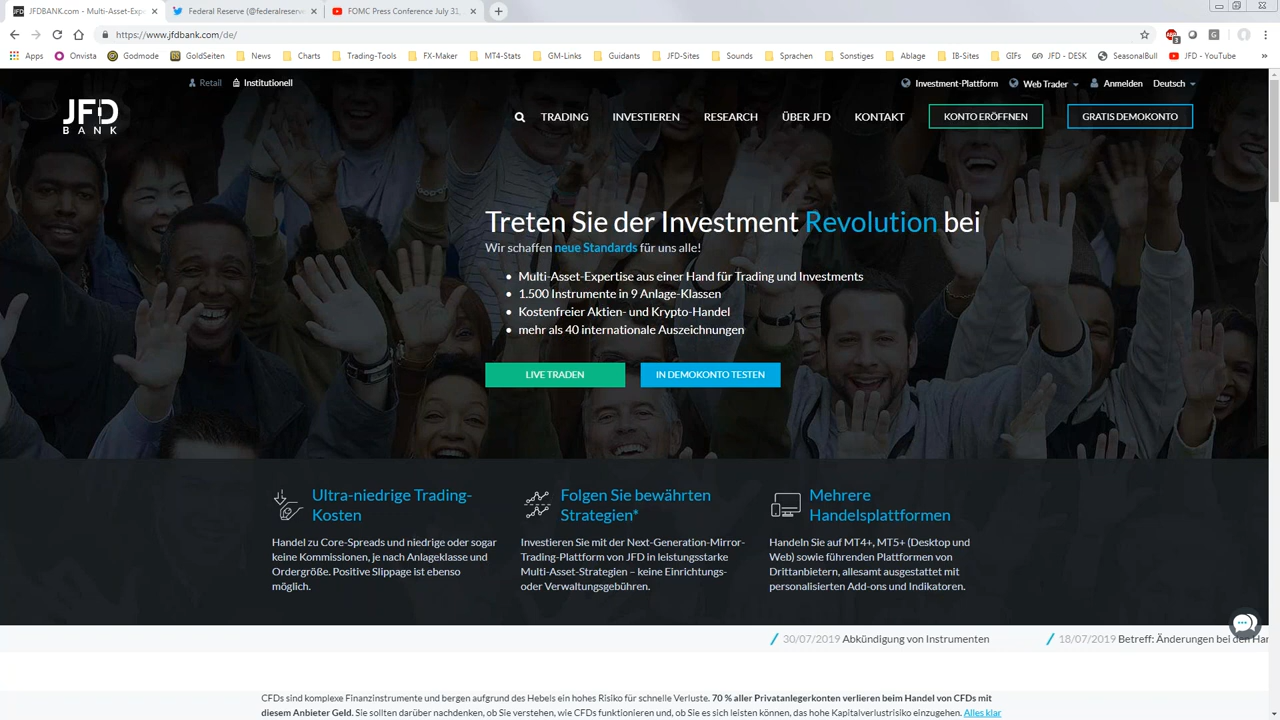 JFDBANK.com - Multi-Asset-Exp
Federal Reserve (@federalreserve
FOMC Press Conference July 31,
https://www.jfdbank.com/de/
Apps Onvista Godmode GoldSeiten News Charts Trading-Tools FX-Maker MT4-Stats GM-Links Guidants JFD-Sites Sounds Sprachen Sonstiges Ablage IB-Sites GIFs JFD - DESK SeasonalBull JFD - YouTube »
Retail Institutionell Investment-Plattform Web Trader Anmelden Deutsch
JFD
BANK
TRADING INVESTIEREN RESEARCH ÜBER JFD KONTAKT KONTO ERÖFFNEN GRATIS DEMOKONTO
Treten Sie der Investment Revolution bei
Wir schaffen neue Standards für uns alle!
• Multi-Asset-Expertise aus einer Hand für Trading und Investments
• 1.500 Instrumente in 9 Anlage-Klassen
• Kostenfreier Aktien- und Krypto-Handel
• mehr als 40 internationale Auszeichnungen
LIVE TRADEN IN DEMOKONTO TESTEN
Ultra-niedrige Trading-
Kosten
Handel zu Core-Spreads und niedrige oder sogar
keine Kommissionen, je nach Anlageklasse und
Ordergröße. Positive Slippage ist ebenso
möglich.
Folgen Sie bewährten
Strategien*
Investieren Sie mit der Next-Generation-Mirror-
Trading-Plattform von JFD in leistungsstarke
Multi-Asset-Strategien – keine Einrichtungs-
oder Verwaltungsgebühren.
Mehrere
Handelsplattformen
Handeln Sie auf MT4+, MT5+ (Desktop und
Web) sowie führenden Plattformen von
Drittanbietern, allesamt ausgestattet mit
personalisierten Add-ons und Indikatoren.
30/07/2019 Abkündigung von Instrumenten 18/07/2019 Betreff: Änderungen bei den Han
CFDs sind komplexe Finanzinstrumente und bergen aufgrund des Hebels ein hohes Risiko für schnelle Verluste. 70 % aller Privatanlegerkonten verlieren beim Handel von CFDs mit
diesem Anbieter Geld. Sie sollten darüber nachdenken, ob Sie verstehen, wie CFDs funktionieren und, ob Sie es sich leisten können, das hohe Kapitalverlustrisiko einzugehen. Alles klar